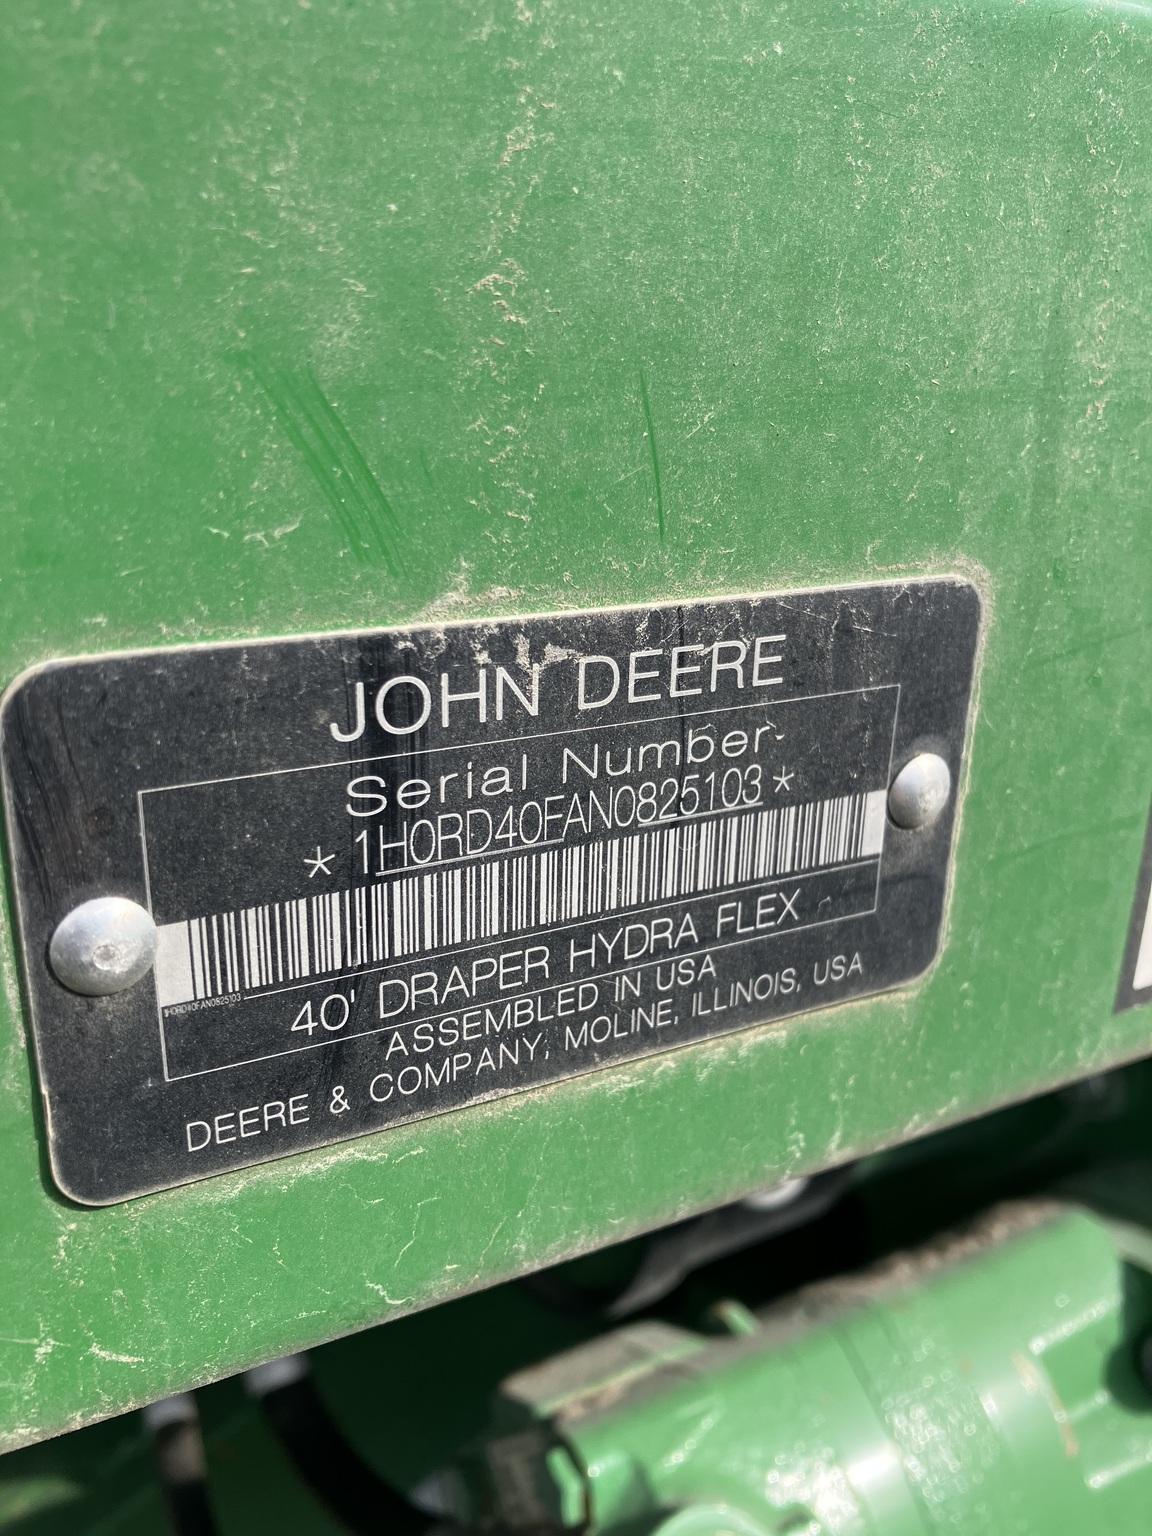 JOHN DEERE
Serial Number
* 1H0RD40FAN0825103 *
1H0RD40FAN0825103
40' DRAPER HYDRA FLEX
ASSEMBLED IN USA
DEERE & COMPANY, MOLINE, ILLINOIS, USA